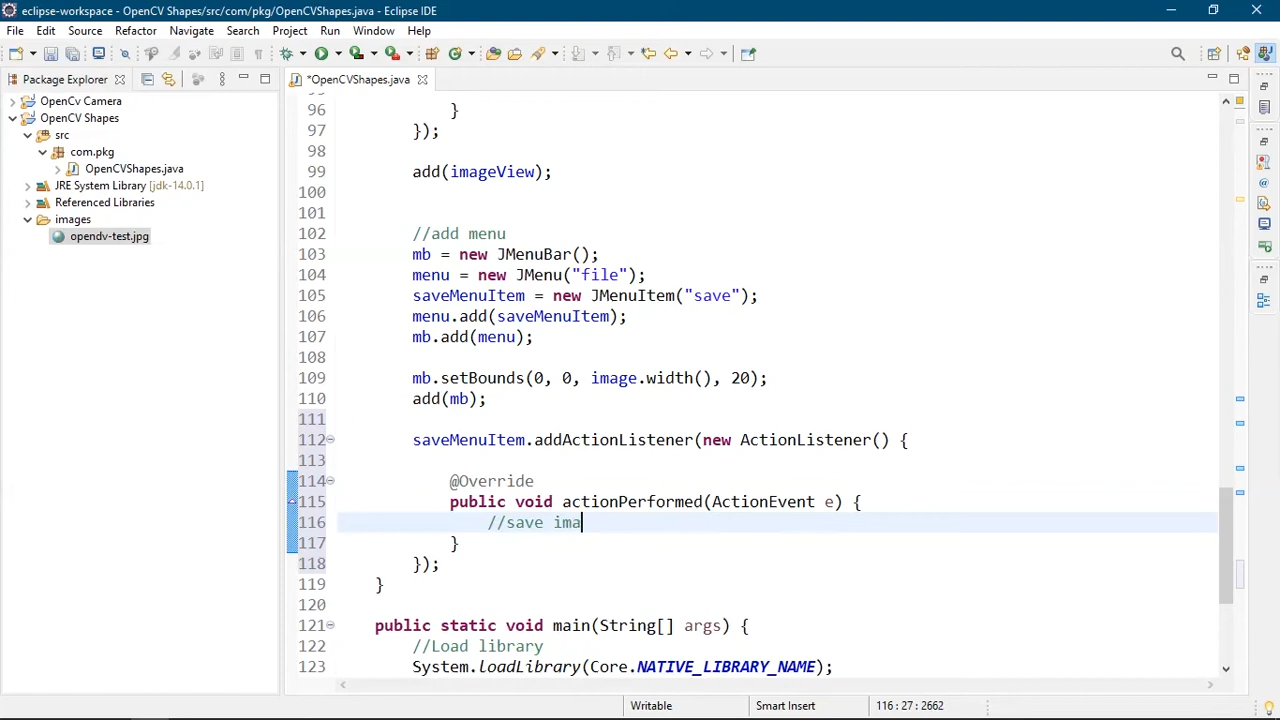 eclipse-workspace - OpenCV Shapes/src/com/pkg/OpenCVShapes.java - Eclipse IDE
File Edit Source Refactor Navigate Search Project Run Window Help
Package Explorer
*OpenCVShapes.java
OpenCv Camera
OpenCV Shapes
src
com.pkg
OpenCVShapes.java
JRE System Library [jdk-14.0.1]
Referenced Libraries
images
opendv-test.jpg
95
96 }
97 });
98
99 add(imageView);
100
101
102 //add menu
103 mb = new JMenuBar();
104 menu = new JMenu("file");
105 saveMenuItem = new JMenuItem("save");
106 menu.add(saveMenuItem);
107 mb.add(menu);
108
109 mb.setBounds(0, 0, image.width(), 20);
110 add(mb);
111
112 saveMenuItem.addActionListener(new ActionListener() {
113
114 @Override
115 public void actionPerformed(ActionEvent e) {
116 //save ima
117 }
118 });
119 }
120
121 public static void main(String[] args) {
122 //Load library
123 System.loadLibrary(Core.NATIVE_LIBRARY_NAME);
Writable Smart Insert 116 : 27 : 2662